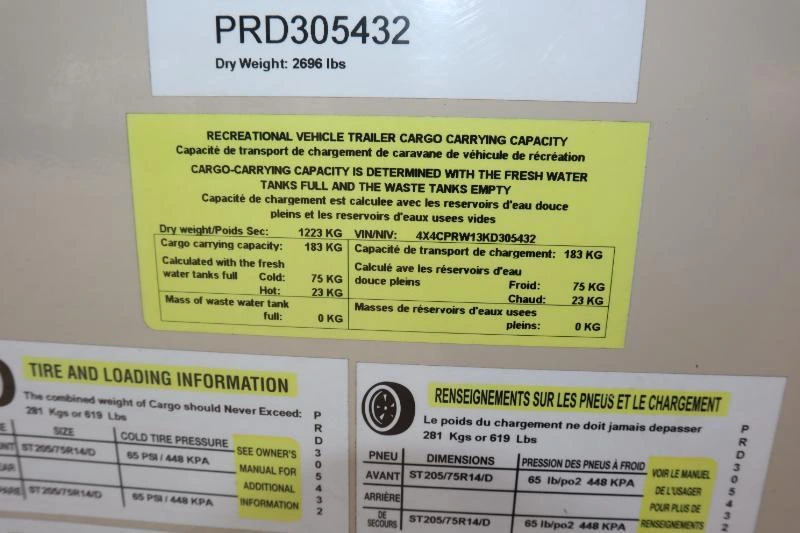 PRD305432
Dry Weight: 2696 lbs
RECREATIONAL VEHICLE TRAILER CARGO CARRYING CAPACITY
Capacité de transport de chargement de caravane de véhicule de récréation
CARGO-CARRYING CAPACITY IS DETERMINED WITH THE FRESH WATER
TANKS FULL AND THE WASTE TANKS EMPTY
Capacité de chargement est calculee avec les reservoirs d'eau douce
pleins et les reservoirs d'eaux usees vides
Dry weight/Poids Sec: 1223 KG VIN/NIV: 4X4CPRW13KD305432
Cargo carrying capacity: 183 KG
Calculated with the fresh
water tanks full Cold: 75 KG
Hot: 23 KG
Mass of waste water tank
full: 0 KG
Capacité de transport de chargement: 183 KG
Calculé ave les réservoirs d'eau
douce pleins Froid: 75 KG
Chaud: 23 KG
Masses de réservoirs d'eaux usees
pleins: 0 KG
TIRE AND LOADING INFORMATION
The combined weight of Cargo should Never Exceed:
281 Kgs or 619 Lbs
SIZE COLD TIRE PRESSURE
ST205/75R14/D 65 PSI / 448 KPA
ST205/75R14/D 65 PSI / 448 KPA
SEE OWNER'S
MANUAL FOR
ADDITIONAL
INFORMATION
PRD305432
RENSEIGNEMENTS SUR LES PNEUS ET LE CHARGEMENT
Le poids du chargement ne doit jamais depasser
281 Kgs or 619 Lbs
PNEU DIMENSIONS PRESSION DES PNEUS À FROID
AVANT ST205/75R14/D 65 lb/po2 448 KPA
ARRIÈRE
DE
SECOURS ST205/75R14/D 65 lb/po2 448 KPA
VOIR LE MANUEL
DE L'USAGER
POUR PLUS DE
RENSEIGNEMENTS
PRD305432